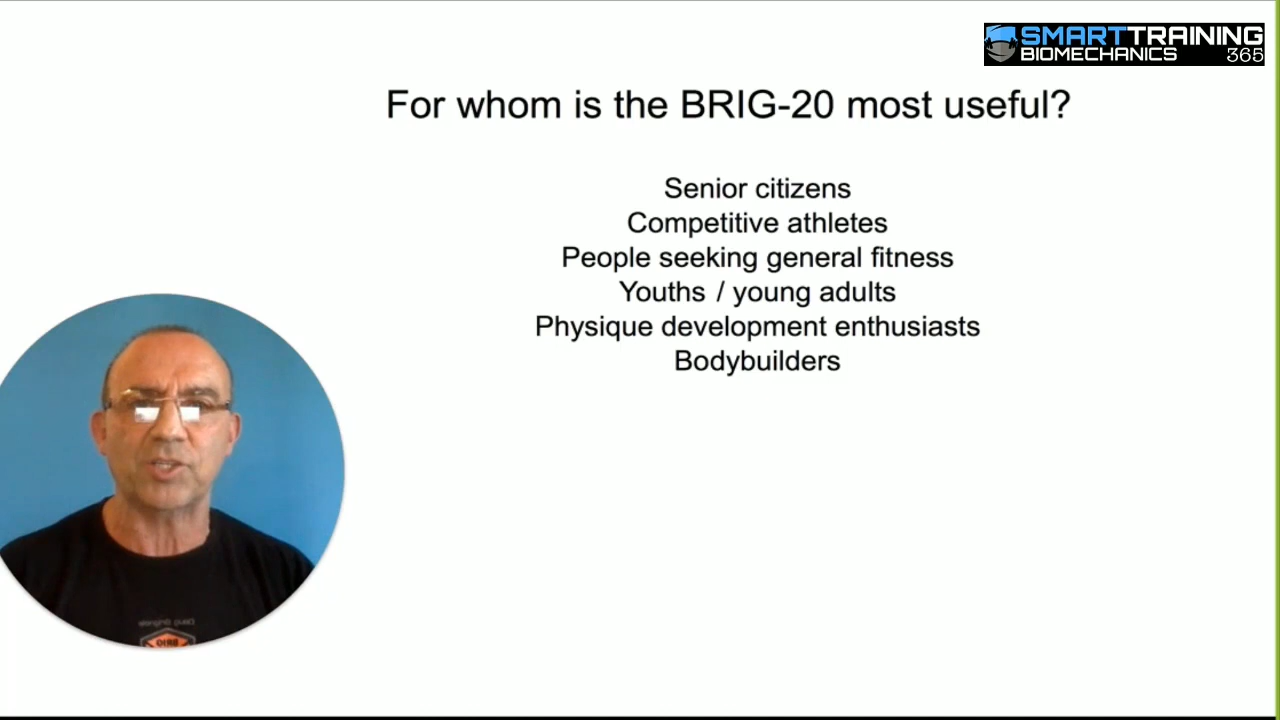 SMARTTRAINING
BIOMECHANICS 365
For whom is the BRIG-20 most useful?
Senior citizens
Competitive athletes
People seeking general fitness
Youths / young adults
Physique development enthusiasts
Bodybuilders
BRIG